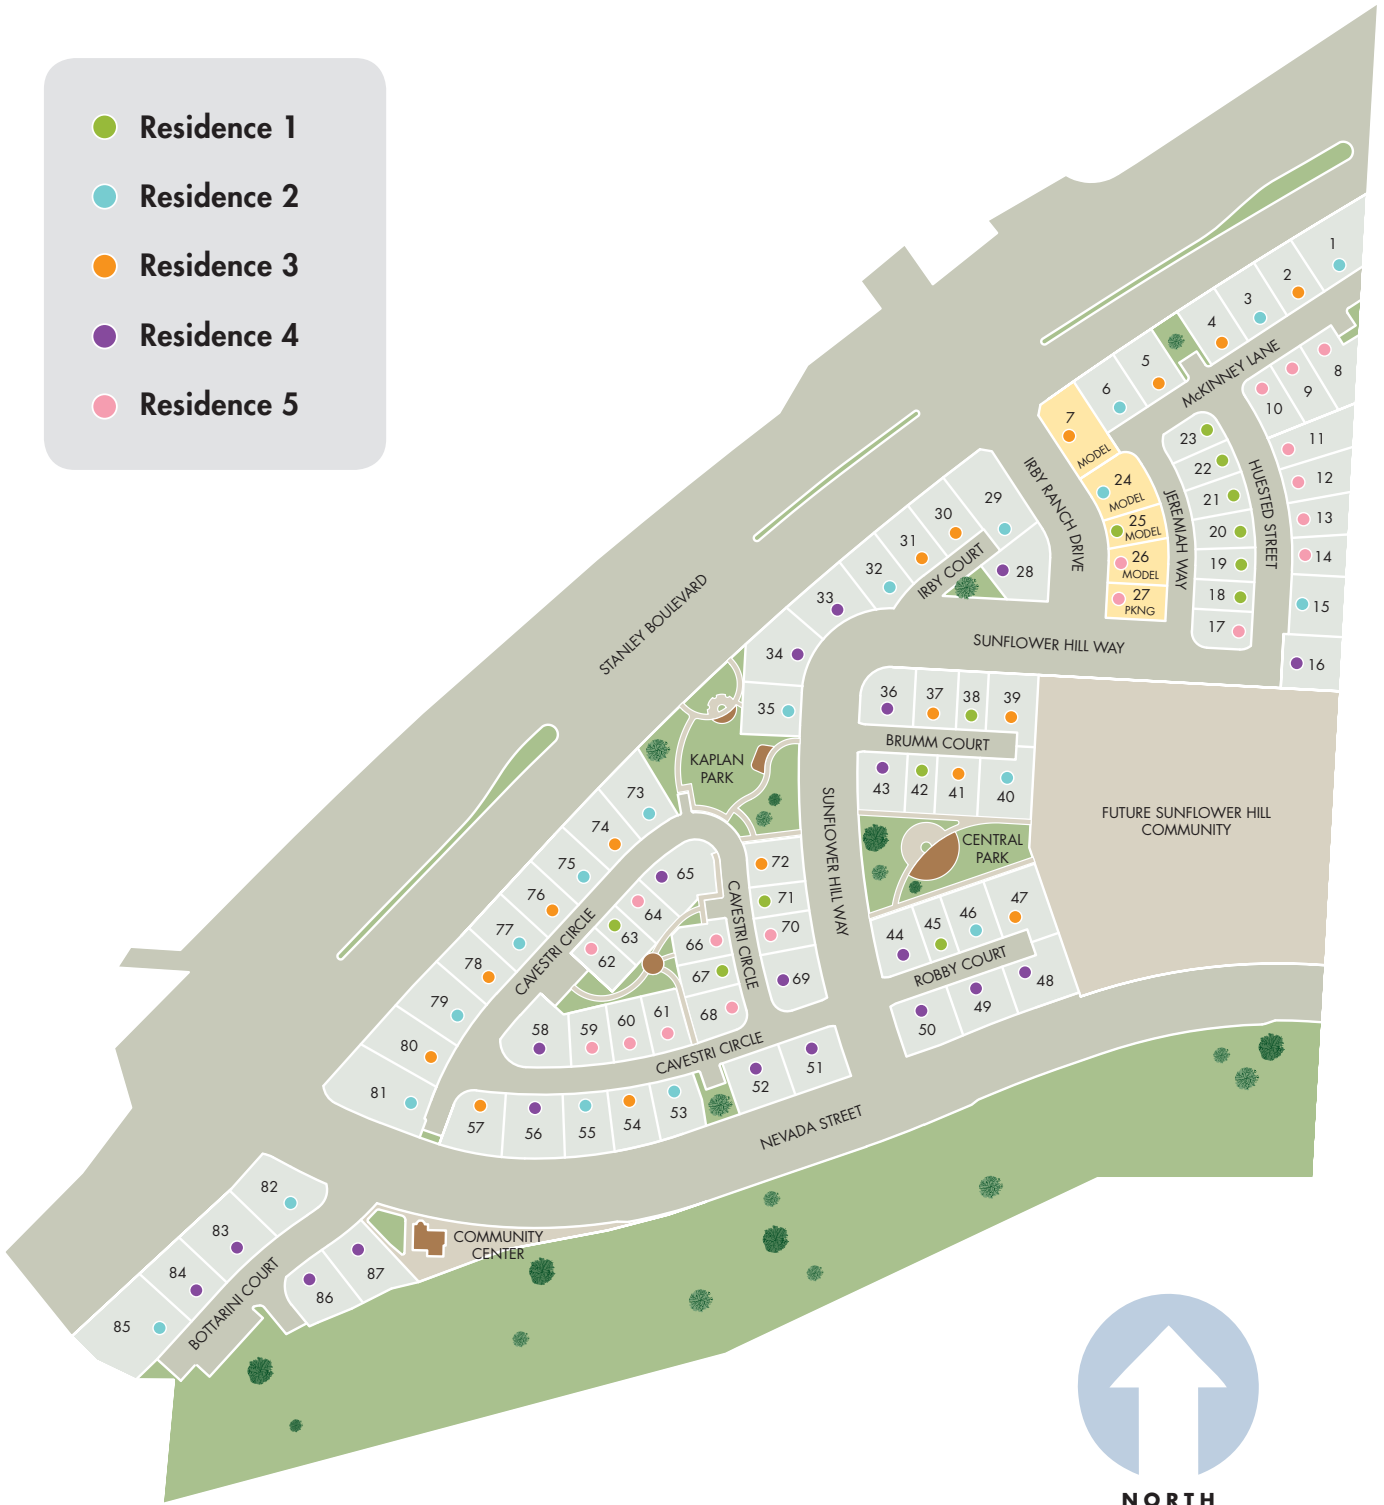 Residence 1
Residence 2
Residence 3
Residence 4
Residence 5
1
2
3
4
5
6
7
MODEL
McKINNEY LANE
8
9
10
11
12
13
14
15
16
HUESTED STREET
23
22
21
20
19
18
17
JEREMIAH WAY
24
MODEL
25
MODEL
26
MODEL
27
PKNG
IRBY RANCH DRIVE
29
30
31
32
33
34
35
28
IRBY COURT
STANLEY BOULEVARD
SUNFLOWER HILL WAY
36
37
38
39
BRUMM COURT
43
42
41
40
KAPLAN
PARK
SUNFLOWER HILL WAY
CENTRAL
PARK
FUTURE SUNFLOWER HILL
COMMUNITY
44
45
46
47
ROBBY COURT
48
49
50
73
74
75
76
77
78
79
80
81
CAVESTRI CIRCLE
65
64
63
62
66
67
68
CAVESTRI CIRCLE
72
71
70
69
58
59
60
61
CAVESTRI CIRCLE
51
52
53
54
55
56
57
NEVADA STREET
82
83
84
85
BOTTARINI COURT
86
87
COMMUNITY
CENTER
NORTH